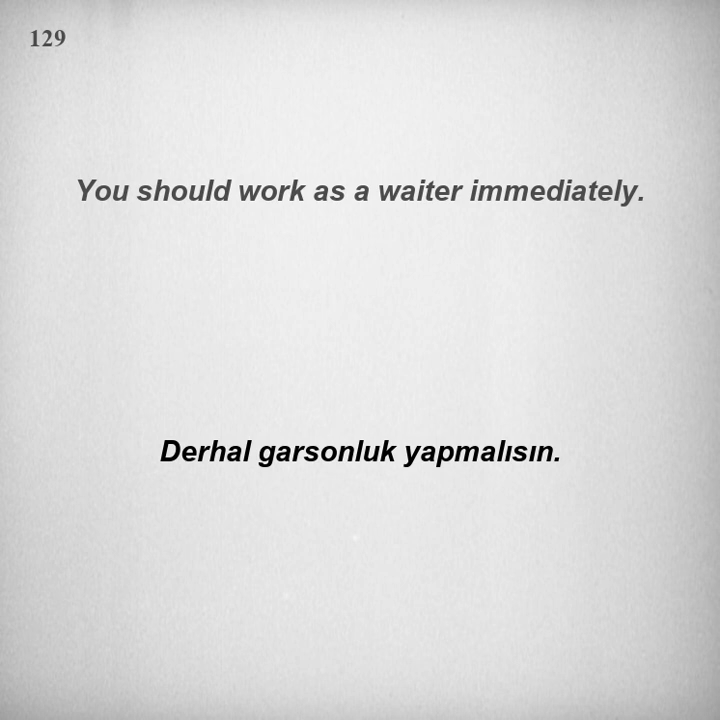 129
You should work as a waiter immediately.
Derhal garsonluk yapmalısın.